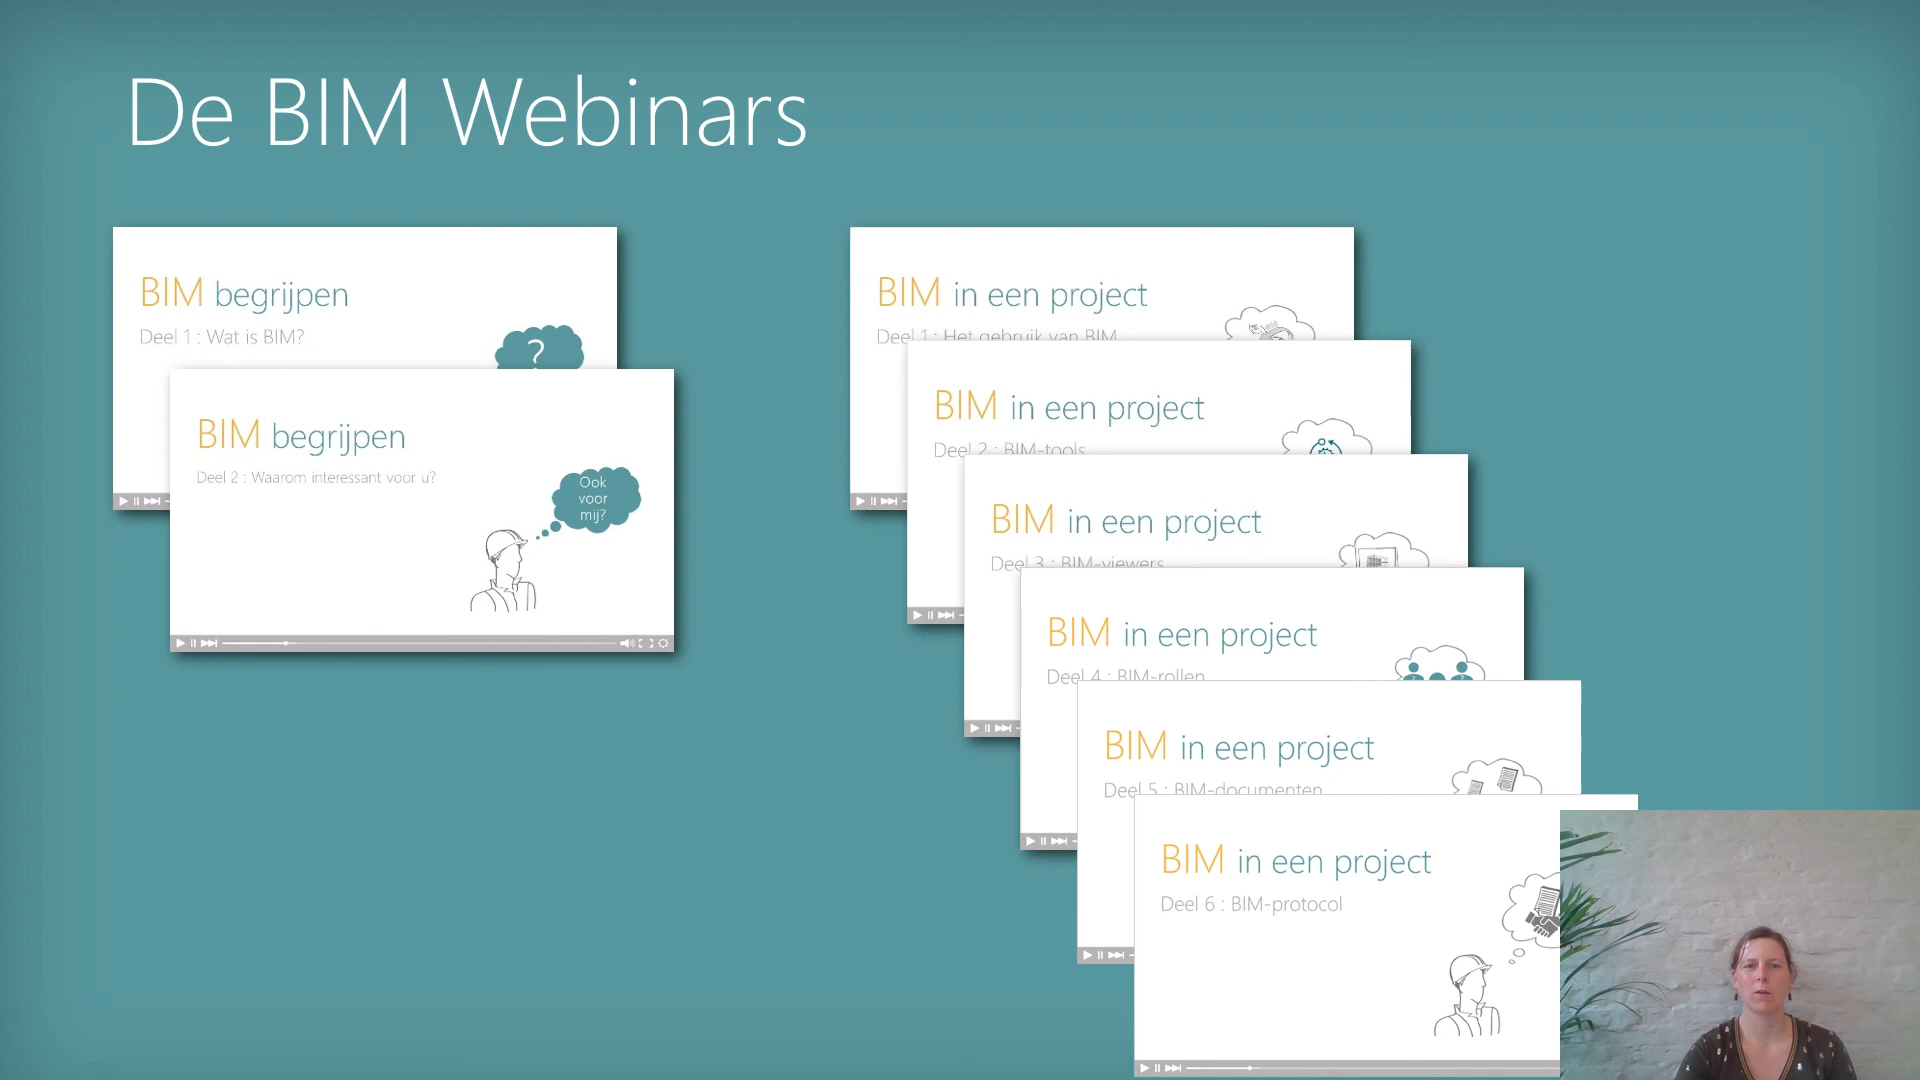 De BIM Webinars
BIM begrijpen
Deel 1 : Wat is BIM?
?
BIM begrijpen
Deel 2 : Waarom interessant voor u?
Ook
voor
mij?
BIM in een project
Deel 1 : Het gebruik van BIM
BIM in een project
Deel 2 : BIM-tools
BIM in een project
Deel 3 : BIM-viewers
BIM in een project
Deel 4 : BIM-rollen
BIM in een project
Deel 5 : BIM-documenten
BIM in een project
Deel 6 : BIM-protocol